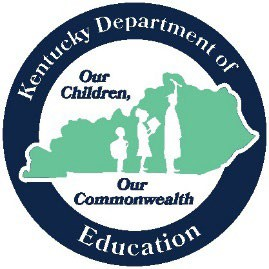 Kentucky Department of
Our
Children,
Our
Commonwealth
Education